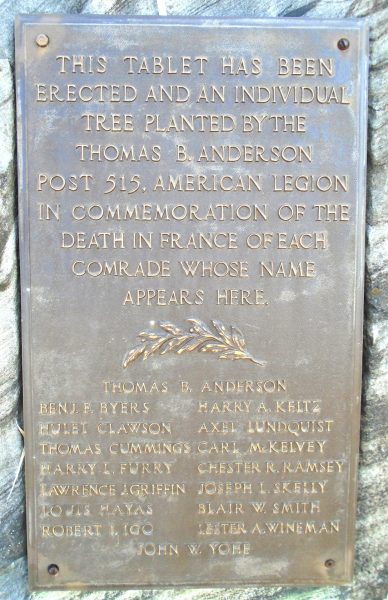 THIS TABLET HAS BEEN
ERECTED AND AN INDIVIDUAL
TREE PLANTED BY THE
THOMAS B. ANDERSON
POST 515, AMERICAN LEGION
IN COMMEMORATION OF THE
DEATH IN FRANCE OF EACH
COMRADE WHOSE NAME
APPEARS HERE.
THOMAS B. ANDERSON
BENJ. F. BYERS HARRY A. KELTZ
HULET CLAWSON AXEL LUNDQUIST
THOMAS CUMMINGS CARL McKELVEY
HARRY L. FURRY CHESTER R. RAMSEY
LAWRENCE J. GRIFFIN JOSEPH L. SKELLY
LOUIS HAYAS BLAIR W. SMITH
ROBERT I. IGO LESTER A. WINEMAN
JOHN W. YOHE